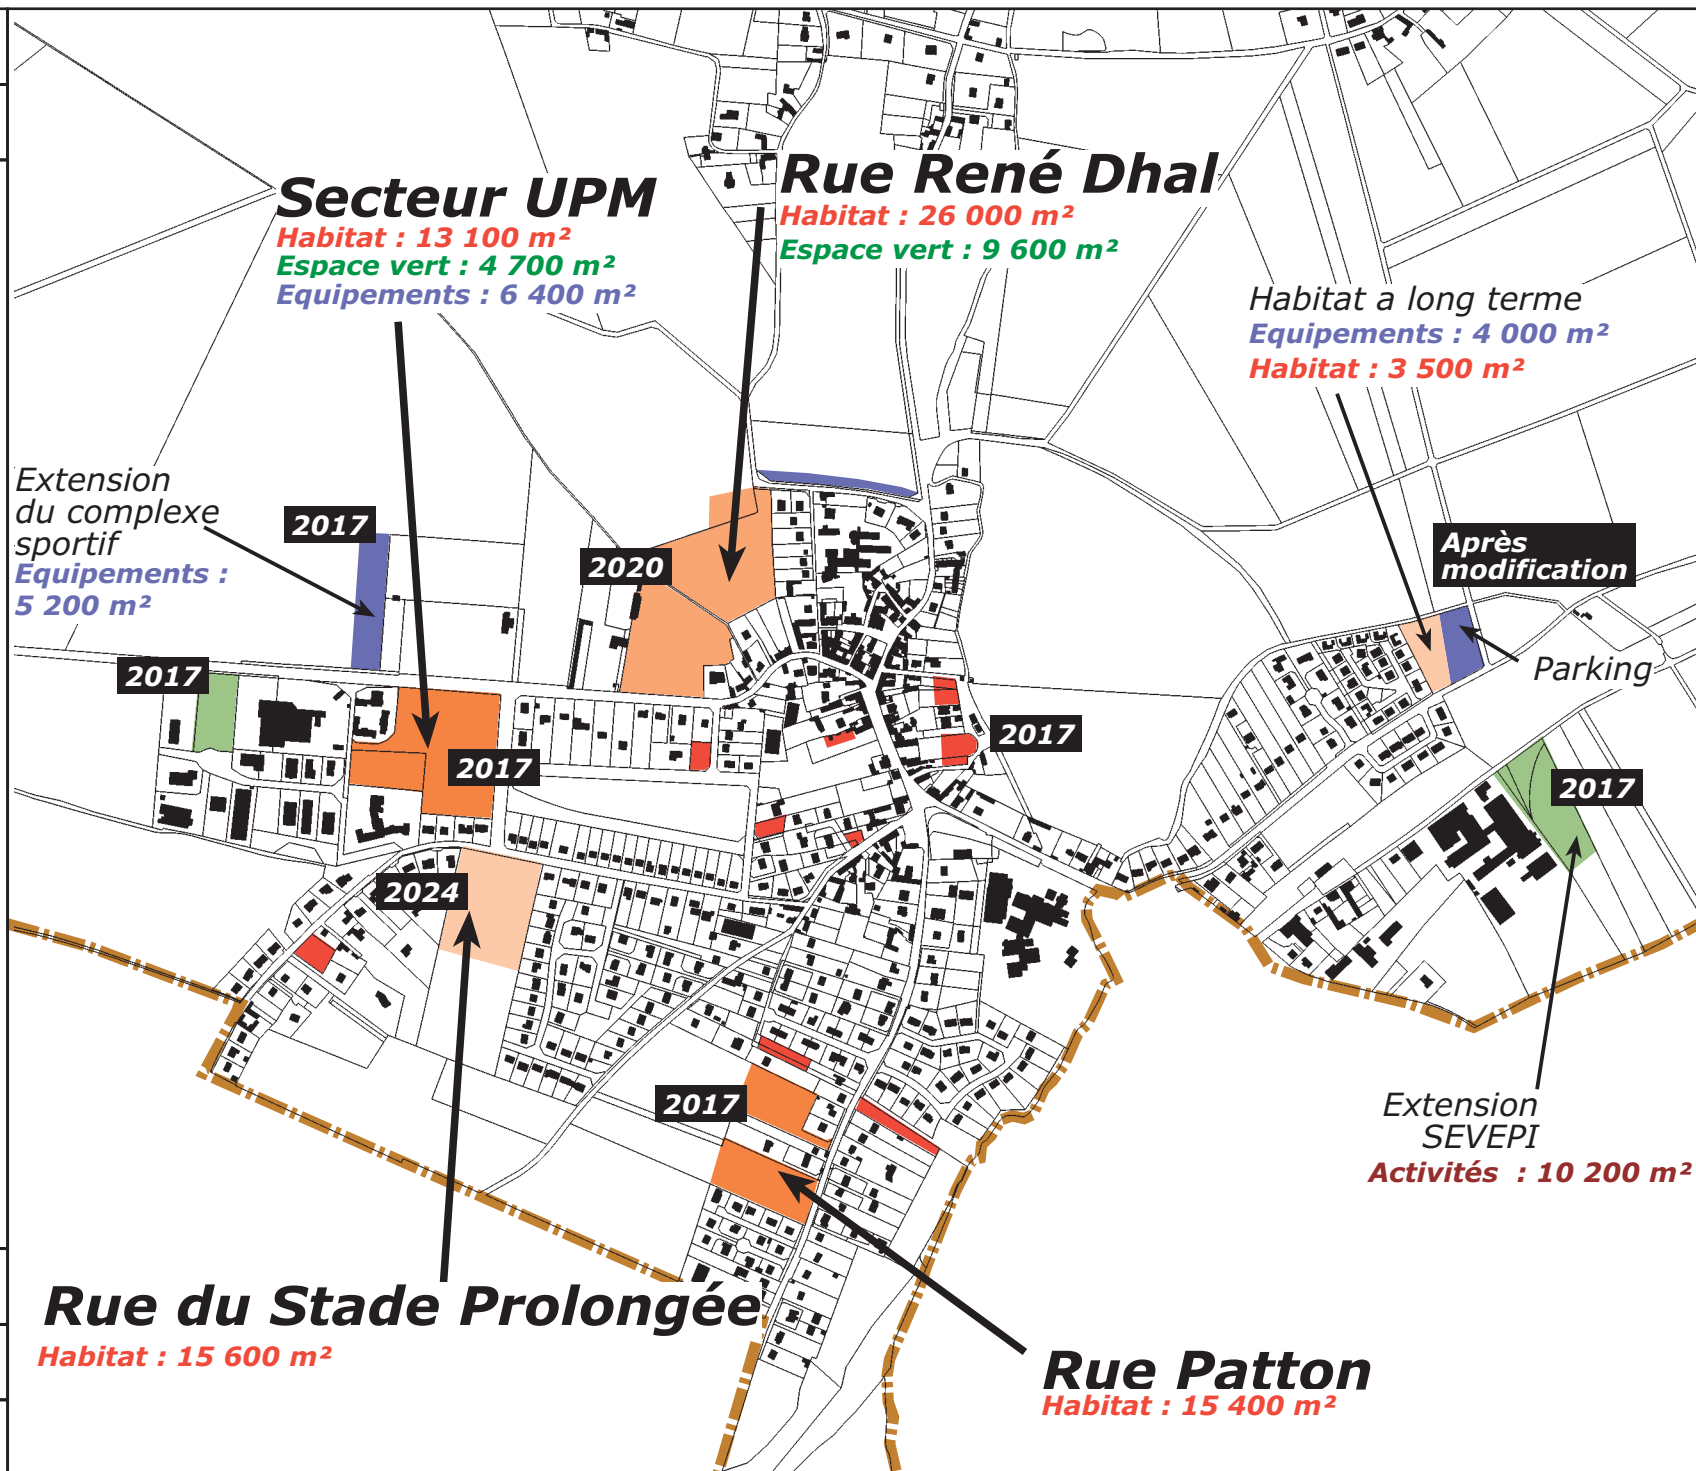 Secteur UPM
Habitat : 13 100 m²
Espace vert : 4 700 m²
Equipements : 6 400 m²
Rue René Dhal
Habitat : 26 000 m²
Espace vert : 9 600 m²
Habitat a long terme
Equipements : 4 000 m²
Habitat : 3 500 m²
Extension
du complexe
sportif
Equipements :
5 200 m²
2017
2020
Après
modification
Parking
2017
2017
2017
2017
2024
2017
Extension
SEVEPI
Activités : 10 200 m²
Rue du Stade Prolongée
Habitat : 15 600 m²
Rue Patton
Habitat : 15 400 m²